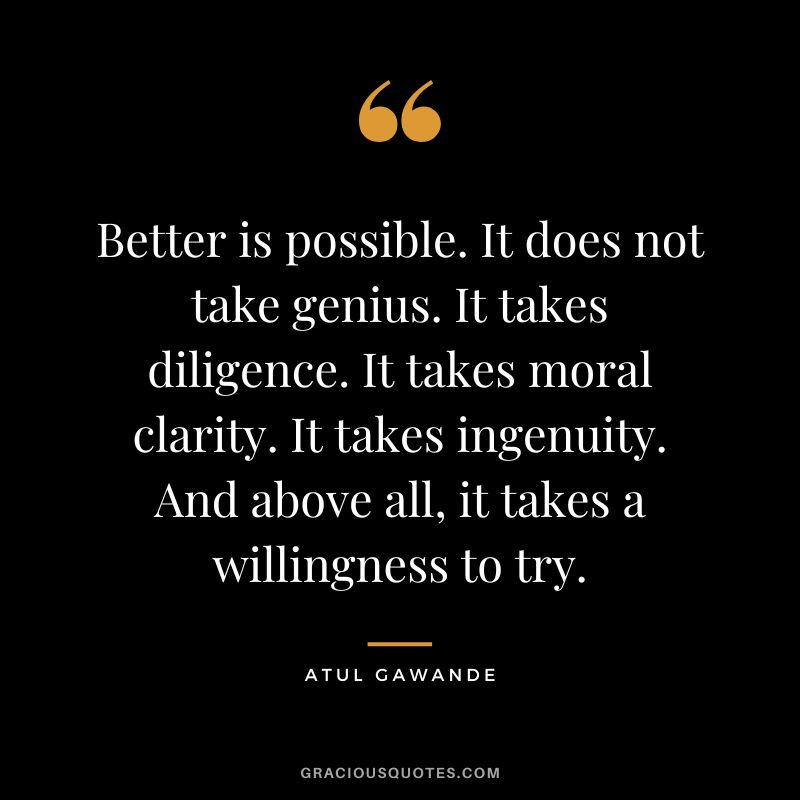 “
Better is possible. It does not
take genius. It takes
diligence. It takes moral
clarity. It takes ingenuity.
And above all, it takes a
willingness to try.
ATUL GAWANDE
GRACIOUSQUOTES.COM